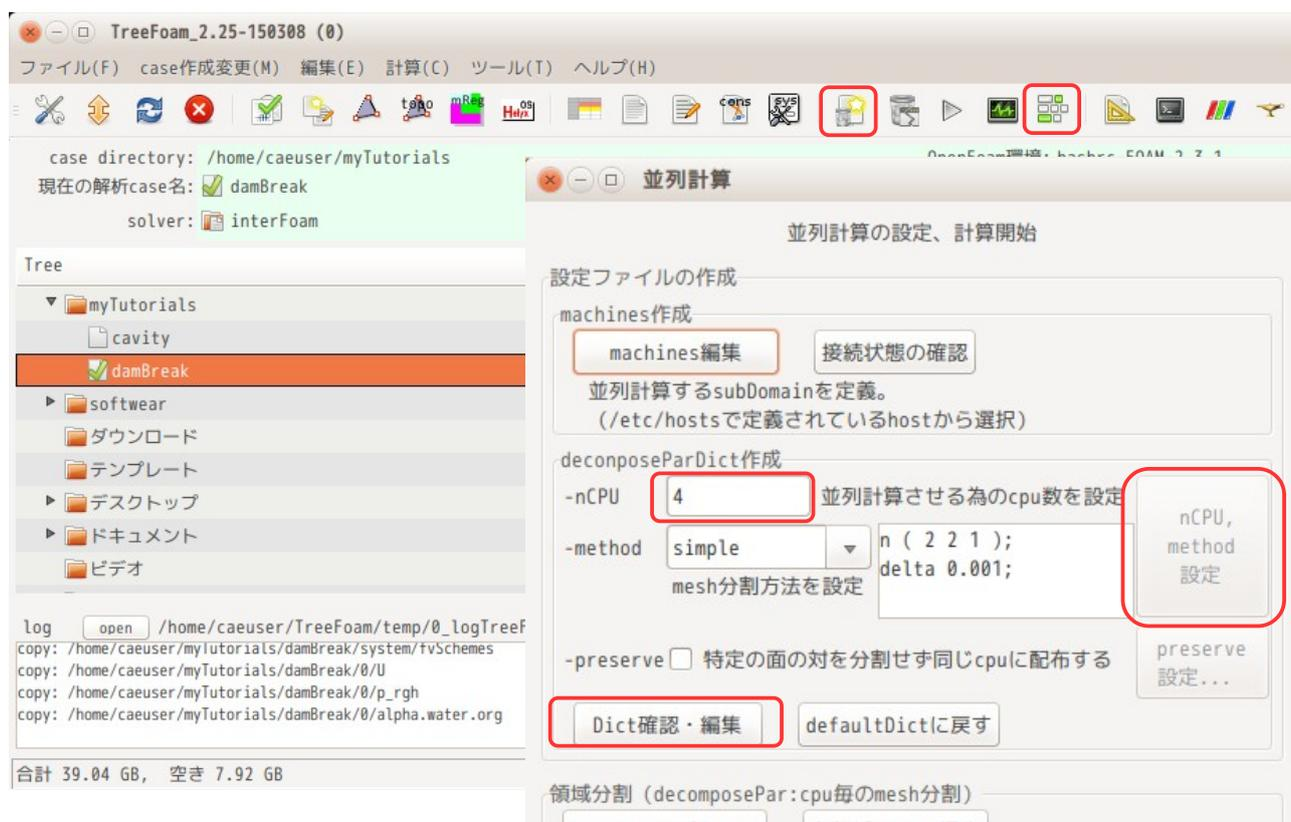 TreeFoam_2.25-150308 (0)
ファイル(F) case作成変更(M) 編集(E) 計算(C) ツール(T) ヘルプ(H)
topo mReg OS Helyx cons sys
case directory: /home/caeuser/myTutorials
現在の解析case名: damBreak
solver: interFoam
Tree
myTutorials
cavity
damBreak
softwear
ダウンロード
テンプレート
デスクトップ
ドキュメント
ビデオ
log open /home/caeuser/TreeFoam/temp/0_logTreeF
copy: /home/caeuser/myTutorials/damBreak/system/fvSchemes
copy: /home/caeuser/myTutorials/damBreak/0/U
copy: /home/caeuser/myTutorials/damBreak/0/p_rgh
copy: /home/caeuser/myTutorials/damBreak/0/alpha.water.org
合計 39.04 GB, 空き 7.92 GB
並列計算
並列計算の設定、計算開始
設定ファイルの作成
machines作成
machines編集 接続状態の確認
並列計算するsubDomainを定義。
(/etc/hostsで定義されているhostから選択)
deconposeParDict作成
-nCPU 4 並列計算させる為のcpu数を設定
-method simple
mesh分割方法を設定
n ( 2 2 1 );
delta 0.001;
nCPU,
method
設定
-preserve 特定の面の対を分割せず同じcpuに配布する
preserve
設定...
Dict確認・編集 defaultDictに戻す
領域分割 (decomposePar:cpu毎のmesh分割)